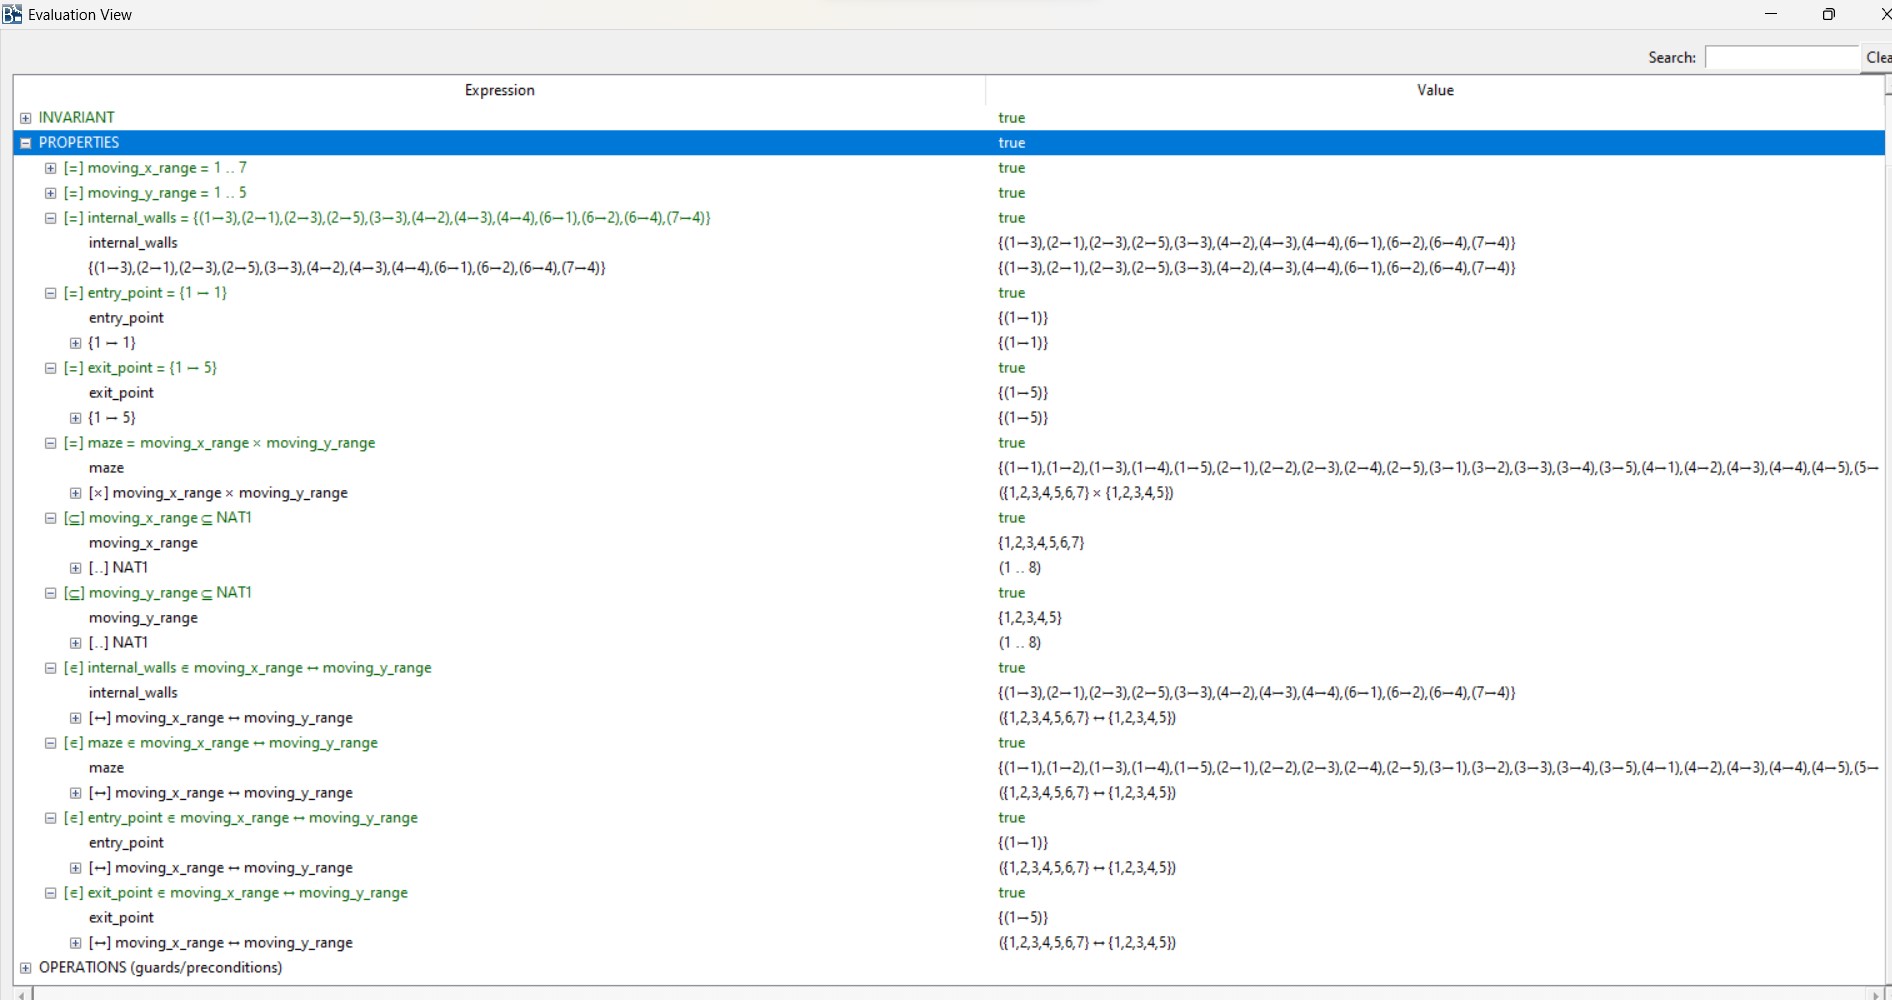 Evaluation View
Search:
Clea
Expression Value
INVARIANT true
PROPERTIES true
[=] moving_x_range = 1 .. 7 true
[=] moving_y_range = 1 .. 5 true
[=] internal_walls = {(1↦3),(2↦1),(2↦3),(2↦5),(3↦3),(4↦2),(4↦3),(4↦4),(6↦1),(6↦2),(6↦4),(7↦4)} true
internal_walls {(1↦3),(2↦1),(2↦3),(2↦5),(3↦3),(4↦2),(4↦3),(4↦4),(6↦1),(6↦2),(6↦4),(7↦4)}
{(1↦3),(2↦1),(2↦3),(2↦5),(3↦3),(4↦2),(4↦3),(4↦4),(6↦1),(6↦2),(6↦4),(7↦4)} {(1↦3),(2↦1),(2↦3),(2↦5),(3↦3),(4↦2),(4↦3),(4↦4),(6↦1),(6↦2),(6↦4),(7↦4)}
[=] entry_point = {1 ↦ 1} true
entry_point {(1↦1)}
{1 ↦ 1} {(1↦1)}
[=] exit_point = {1 ↦ 5} true
exit_point {(1↦5)}
{1 ↦ 5} {(1↦5)}
[=] maze = moving_x_range × moving_y_range true
maze {(1↦1),(1↦2),(1↦3),(1↦4),(1↦5),(2↦1),(2↦2),(2↦3),(2↦4),(2↦5),(3↦1),(3↦2),(3↦3),(3↦4),(3↦5),(4↦1),(4↦2),(4↦3),(4↦4),(4↦5),(5↦
[×] moving_x_range × moving_y_range ({1,2,3,4,5,6,7} × {1,2,3,4,5})
[⊆] moving_x_range ⊆ NAT1 true
moving_x_range {1,2,3,4,5,6,7}
[..] NAT1 (1 .. 8)
[⊆] moving_y_range ⊆ NAT1 true
moving_y_range {1,2,3,4,5}
[..] NAT1 (1 .. 8)
[∈] internal_walls ∈ moving_x_range ↔ moving_y_range true
internal_walls {(1↦3),(2↦1),(2↦3),(2↦5),(3↦3),(4↦2),(4↦3),(4↦4),(6↦1),(6↦2),(6↦4),(7↦4)}
[↔] moving_x_range ↔ moving_y_range ({1,2,3,4,5,6,7} ↔ {1,2,3,4,5})
[∈] maze ∈ moving_x_range ↔ moving_y_range true
maze {(1↦1),(1↦2),(1↦3),(1↦4),(1↦5),(2↦1),(2↦2),(2↦3),(2↦4),(2↦5),(3↦1),(3↦2),(3↦3),(3↦4),(3↦5),(4↦1),(4↦2),(4↦3),(4↦4),(4↦5),(5↦
[↔] moving_x_range ↔ moving_y_range ({1,2,3,4,5,6,7} ↔ {1,2,3,4,5})
[∈] entry_point ∈ moving_x_range ↔ moving_y_range true
entry_point {(1↦1)}
[↔] moving_x_range ↔ moving_y_range ({1,2,3,4,5,6,7} ↔ {1,2,3,4,5})
[∈] exit_point ∈ moving_x_range ↔ moving_y_range true
exit_point {(1↦5)}
[↔] moving_x_range ↔ moving_y_range ({1,2,3,4,5,6,7} ↔ {1,2,3,4,5})
OPERATIONS (guards/preconditions)